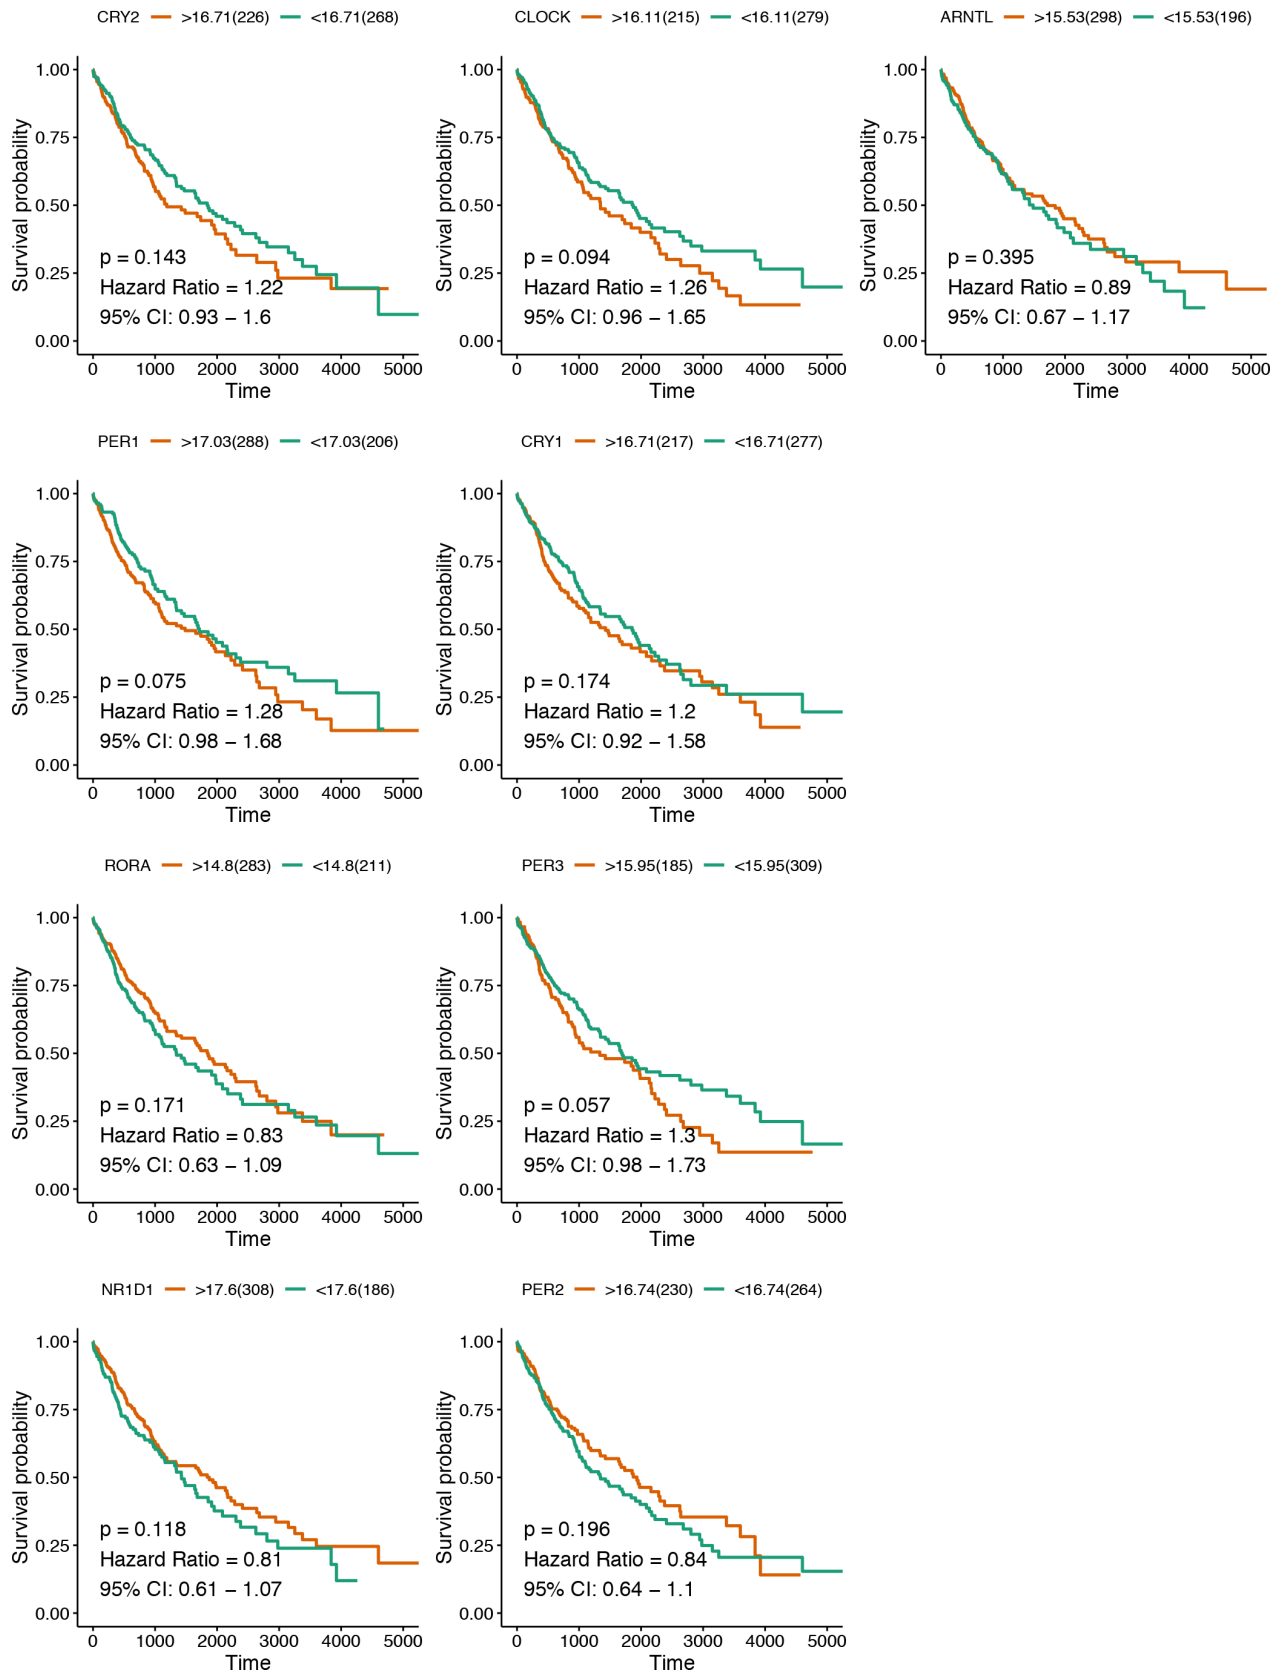 CRY2 >16.71(226) <16.71(268)
1.00
0.75
0.50
0.25
0.00
Survival probability
p = 0.143
Hazard Ratio = 1.22
95% CI: 0.93 − 1.6
0 1000 2000 3000 4000 5000
Time
CLOCK >16.11(215) <16.11(279)
1.00
0.75
0.50
0.25
0.00
Survival probability
p = 0.094
Hazard Ratio = 1.26
95% CI: 0.96 − 1.65
0 1000 2000 3000 4000 5000
Time
ARNTL >15.53(298) <15.53(196)
1.00
0.75
0.50
0.25
0.00
Survival probability
p = 0.395
Hazard Ratio = 0.89
95% CI: 0.67 − 1.17
0 1000 2000 3000 4000 5000
Time
PER1 >17.03(288) <17.03(206)
1.00
0.75
0.50
0.25
0.00
Survival probability
p = 0.075
Hazard Ratio = 1.28
95% CI: 0.98 − 1.68
0 1000 2000 3000 4000 5000
Time
CRY1 >16.71(217) <16.71(277)
1.00
0.75
0.50
0.25
0.00
Survival probability
p = 0.174
Hazard Ratio = 1.2
95% CI: 0.92 − 1.58
0 1000 2000 3000 4000 5000
Time
RORA >14.8(283) <14.8(211)
1.00
0.75
0.50
0.25
0.00
Survival probability
p = 0.171
Hazard Ratio = 0.83
95% CI: 0.63 − 1.09
0 1000 2000 3000 4000 5000
Time
PER3 >15.95(185) <15.95(309)
1.00
0.75
0.50
0.25
0.00
Survival probability
p = 0.057
Hazard Ratio = 1.3
95% CI: 0.98 − 1.73
0 1000 2000 3000 4000 5000
Time
NR1D1 >17.6(308) <17.6(186)
1.00
0.75
0.50
0.25
0.00
Survival probability
p = 0.118
Hazard Ratio = 0.81
95% CI: 0.61 − 1.07
0 1000 2000 3000 4000 5000
Time
PER2 >16.74(230) <16.74(264)
1.00
0.75
0.50
0.25
0.00
Survival probability
p = 0.196
Hazard Ratio = 0.84
95% CI: 0.64 − 1.1
0 1000 2000 3000 4000 5000
Time